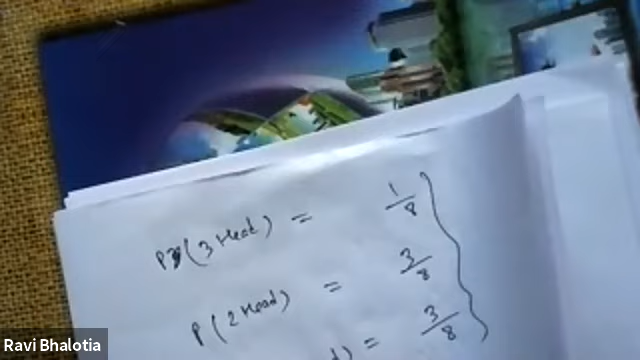 P(3 Head) = 1/8
P(2 Head) = 3/8
) = 3/8
Ravi Bhalotia